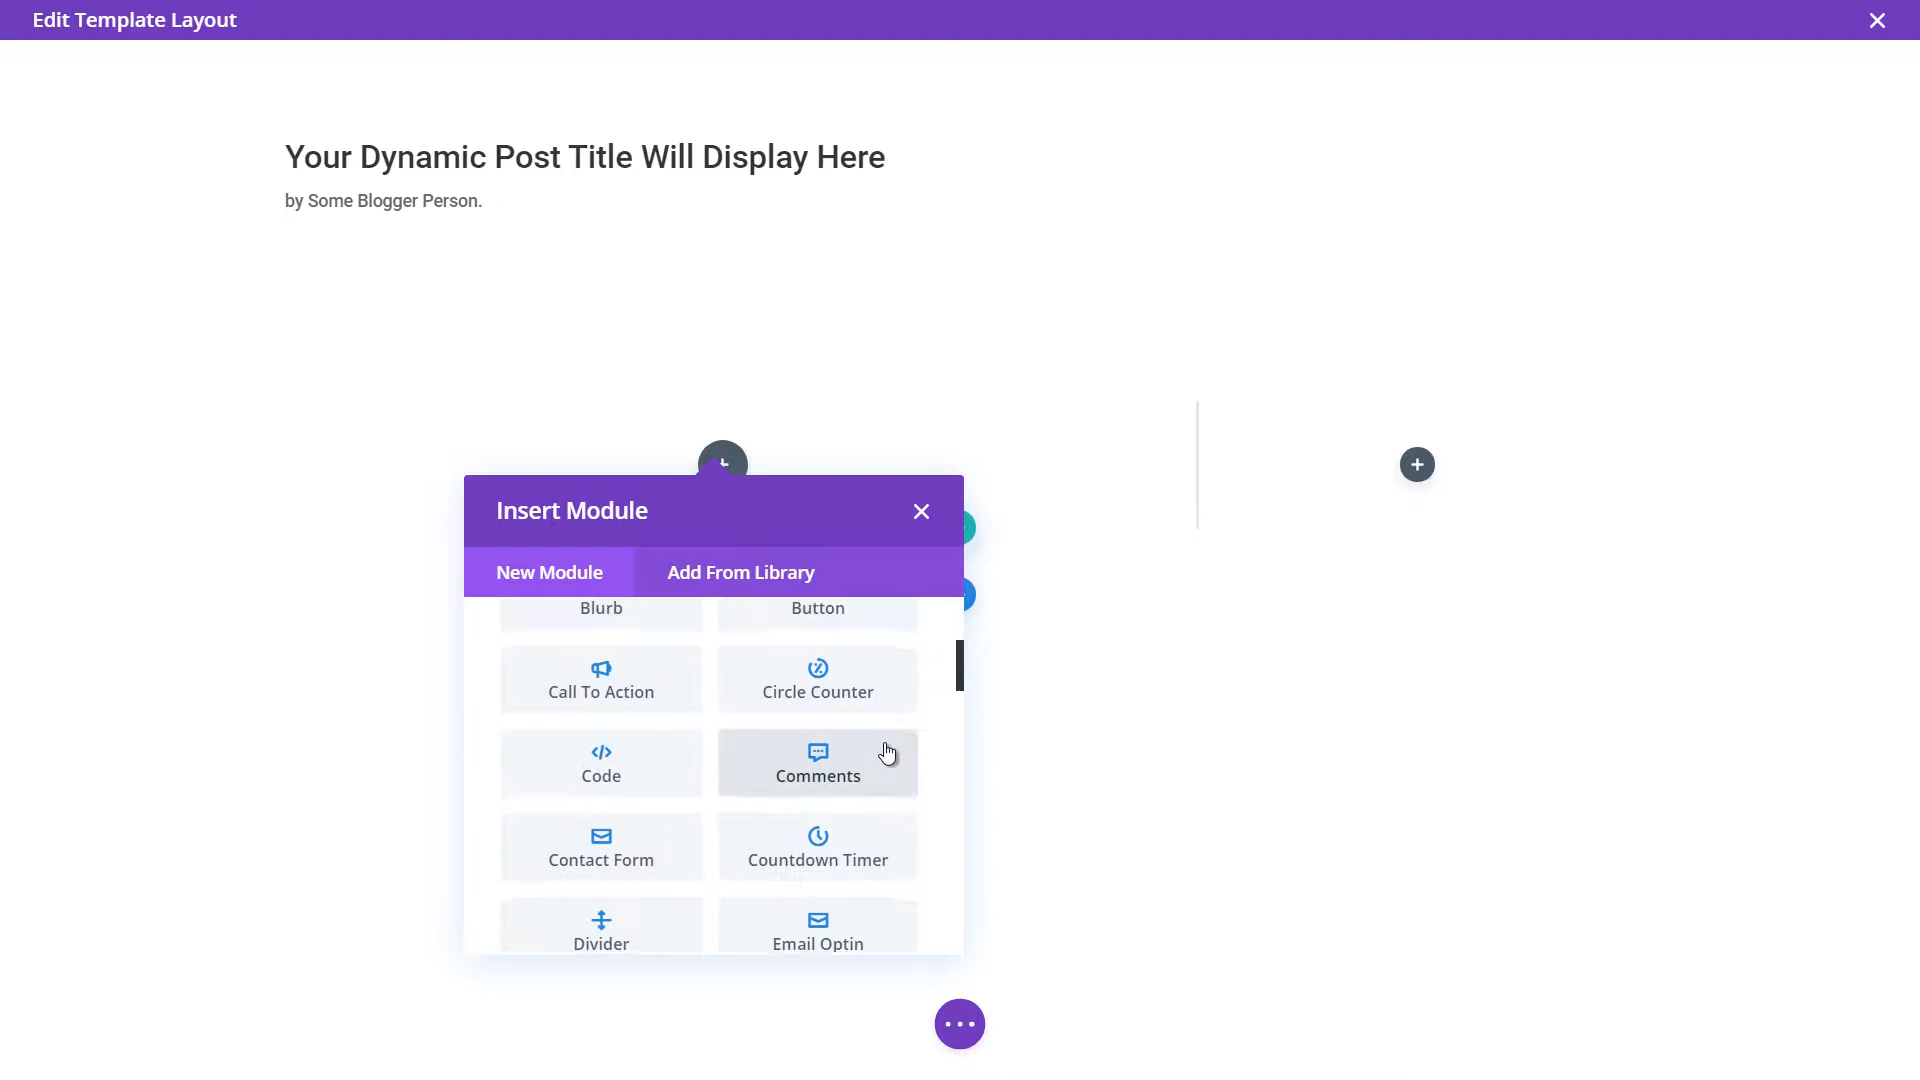 Edit Template Layout
Your Dynamic Post Title Will Display Here
by Some Blogger Person.
Insert Module
New Module
Add From Library
Blurb
Button
Call To Action
Circle Counter
Code
Comments
Contact Form
Countdown Timer
Divider
Email Optin